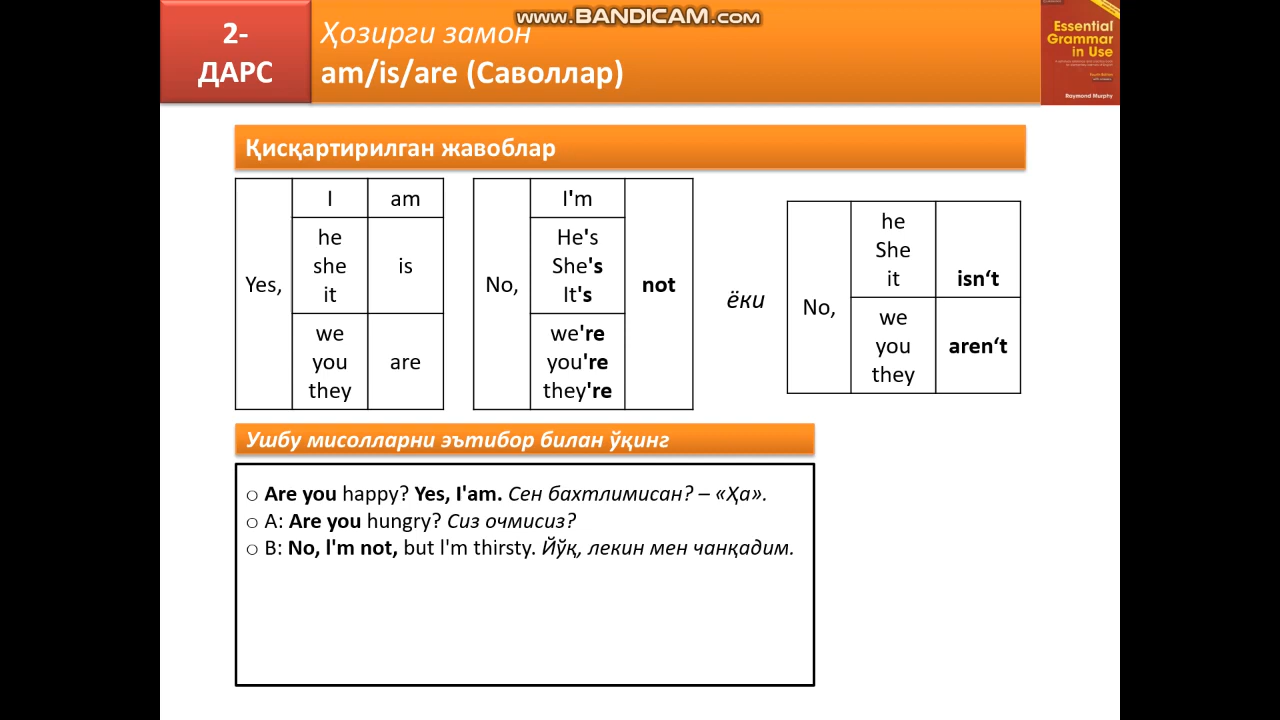 www.BANDICAM.com
2-
ДАРС
Ҳозирги замон
am/is/are (Саволлар)
Essential
Grammar
in Use
Fourth Edition
Raymond Murphy
Қисқартирилган жавоблар
Yes,
I
am
he
she
it
is
we
you
they
are
No,
I'm
He's
She's
It's
we're
you're
they're
not
ёки
No,
he
She
it
isn‘t
we
you
they
aren‘t
Ушбу мисолларни эътибор билан ўқинг
○ Are you happy? Yes, I'am. Сен бахтлимисан? – «Ҳа».
○ A: Are you hungry? Сиз очмисиз?
○ B: No, l'm not, but l'm thirsty. Йўқ, лекин мен чанқадим.